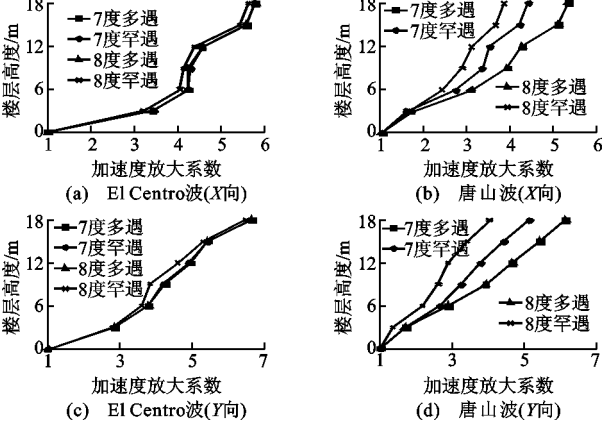 18
12
6
0
楼层高度/m
7度多遇
7度罕遇
8度多遇
8度罕遇
1 2 3 4 5 6
加速度放大系数
(a) El Centro波(X向)
18
12
6
0
楼层高度/m
7度多遇
7度罕遇
8度多遇
8度罕遇
1 2 3 4 5 6
加速度放大系数
(b) 唐山波(X向)
18
12
6
0
楼层高度/m
7度多遇
7度罕遇
8度多遇
8度罕遇
1 3 5 7
加速度放大系数
(c) El Centro波(Y向)
18
12
6
0
楼层高度/m
7度多遇
7度罕遇
8度多遇
8度罕遇
1 3 5 7
加速度放大系数
(d) 唐山波(Y向)